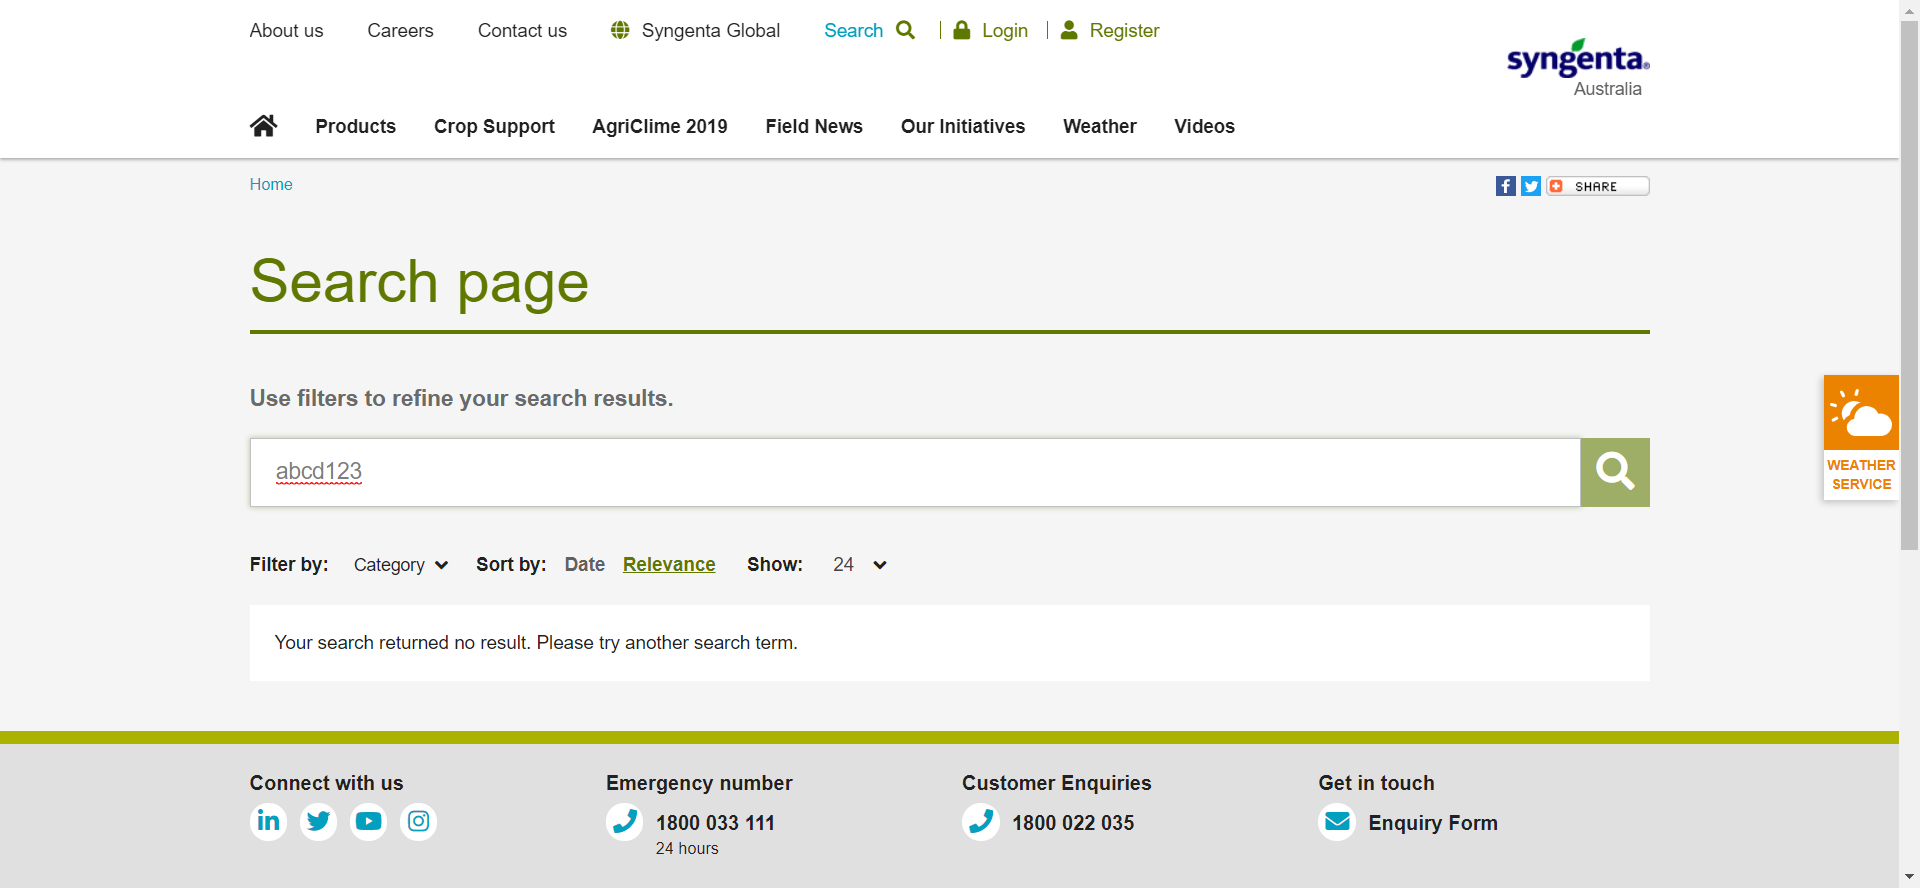 About us Careers Contact us Syngenta Global Search Login Register
syngenta®
Australia
Products Crop Support AgriClime 2019 Field News Our Initiatives Weather Videos
Home
SHARE
Search page
Use filters to refine your search results.
abcd123
WEATHER
SERVICE
Filter by: Category Sort by: Date Relevance Show: 24
Your search returned no result. Please try another search term.
Connect with us Emergency number Customer Enquiries Get in touch
1800 033 111 1800 022 035 Enquiry Form
24 hours